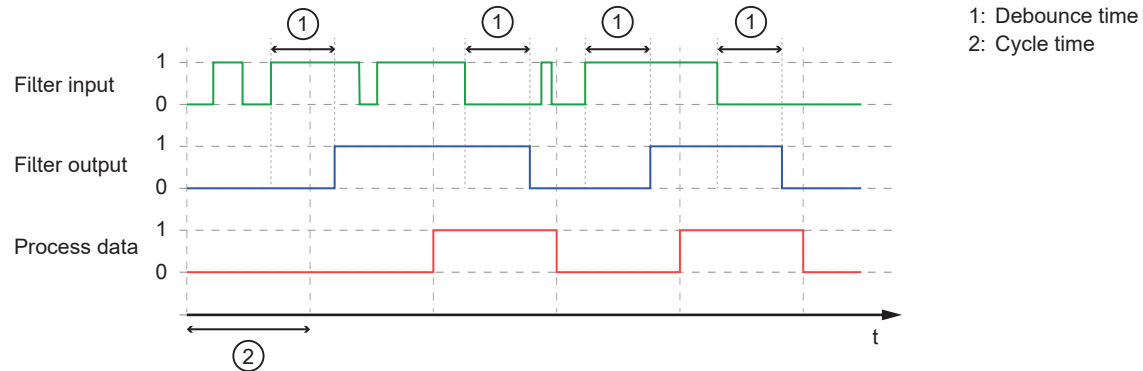 1 1 1 1
1: Debounce time
2: Cycle time
Filter input
1
0
Filter output
1
0
Process data
1
0
t
2